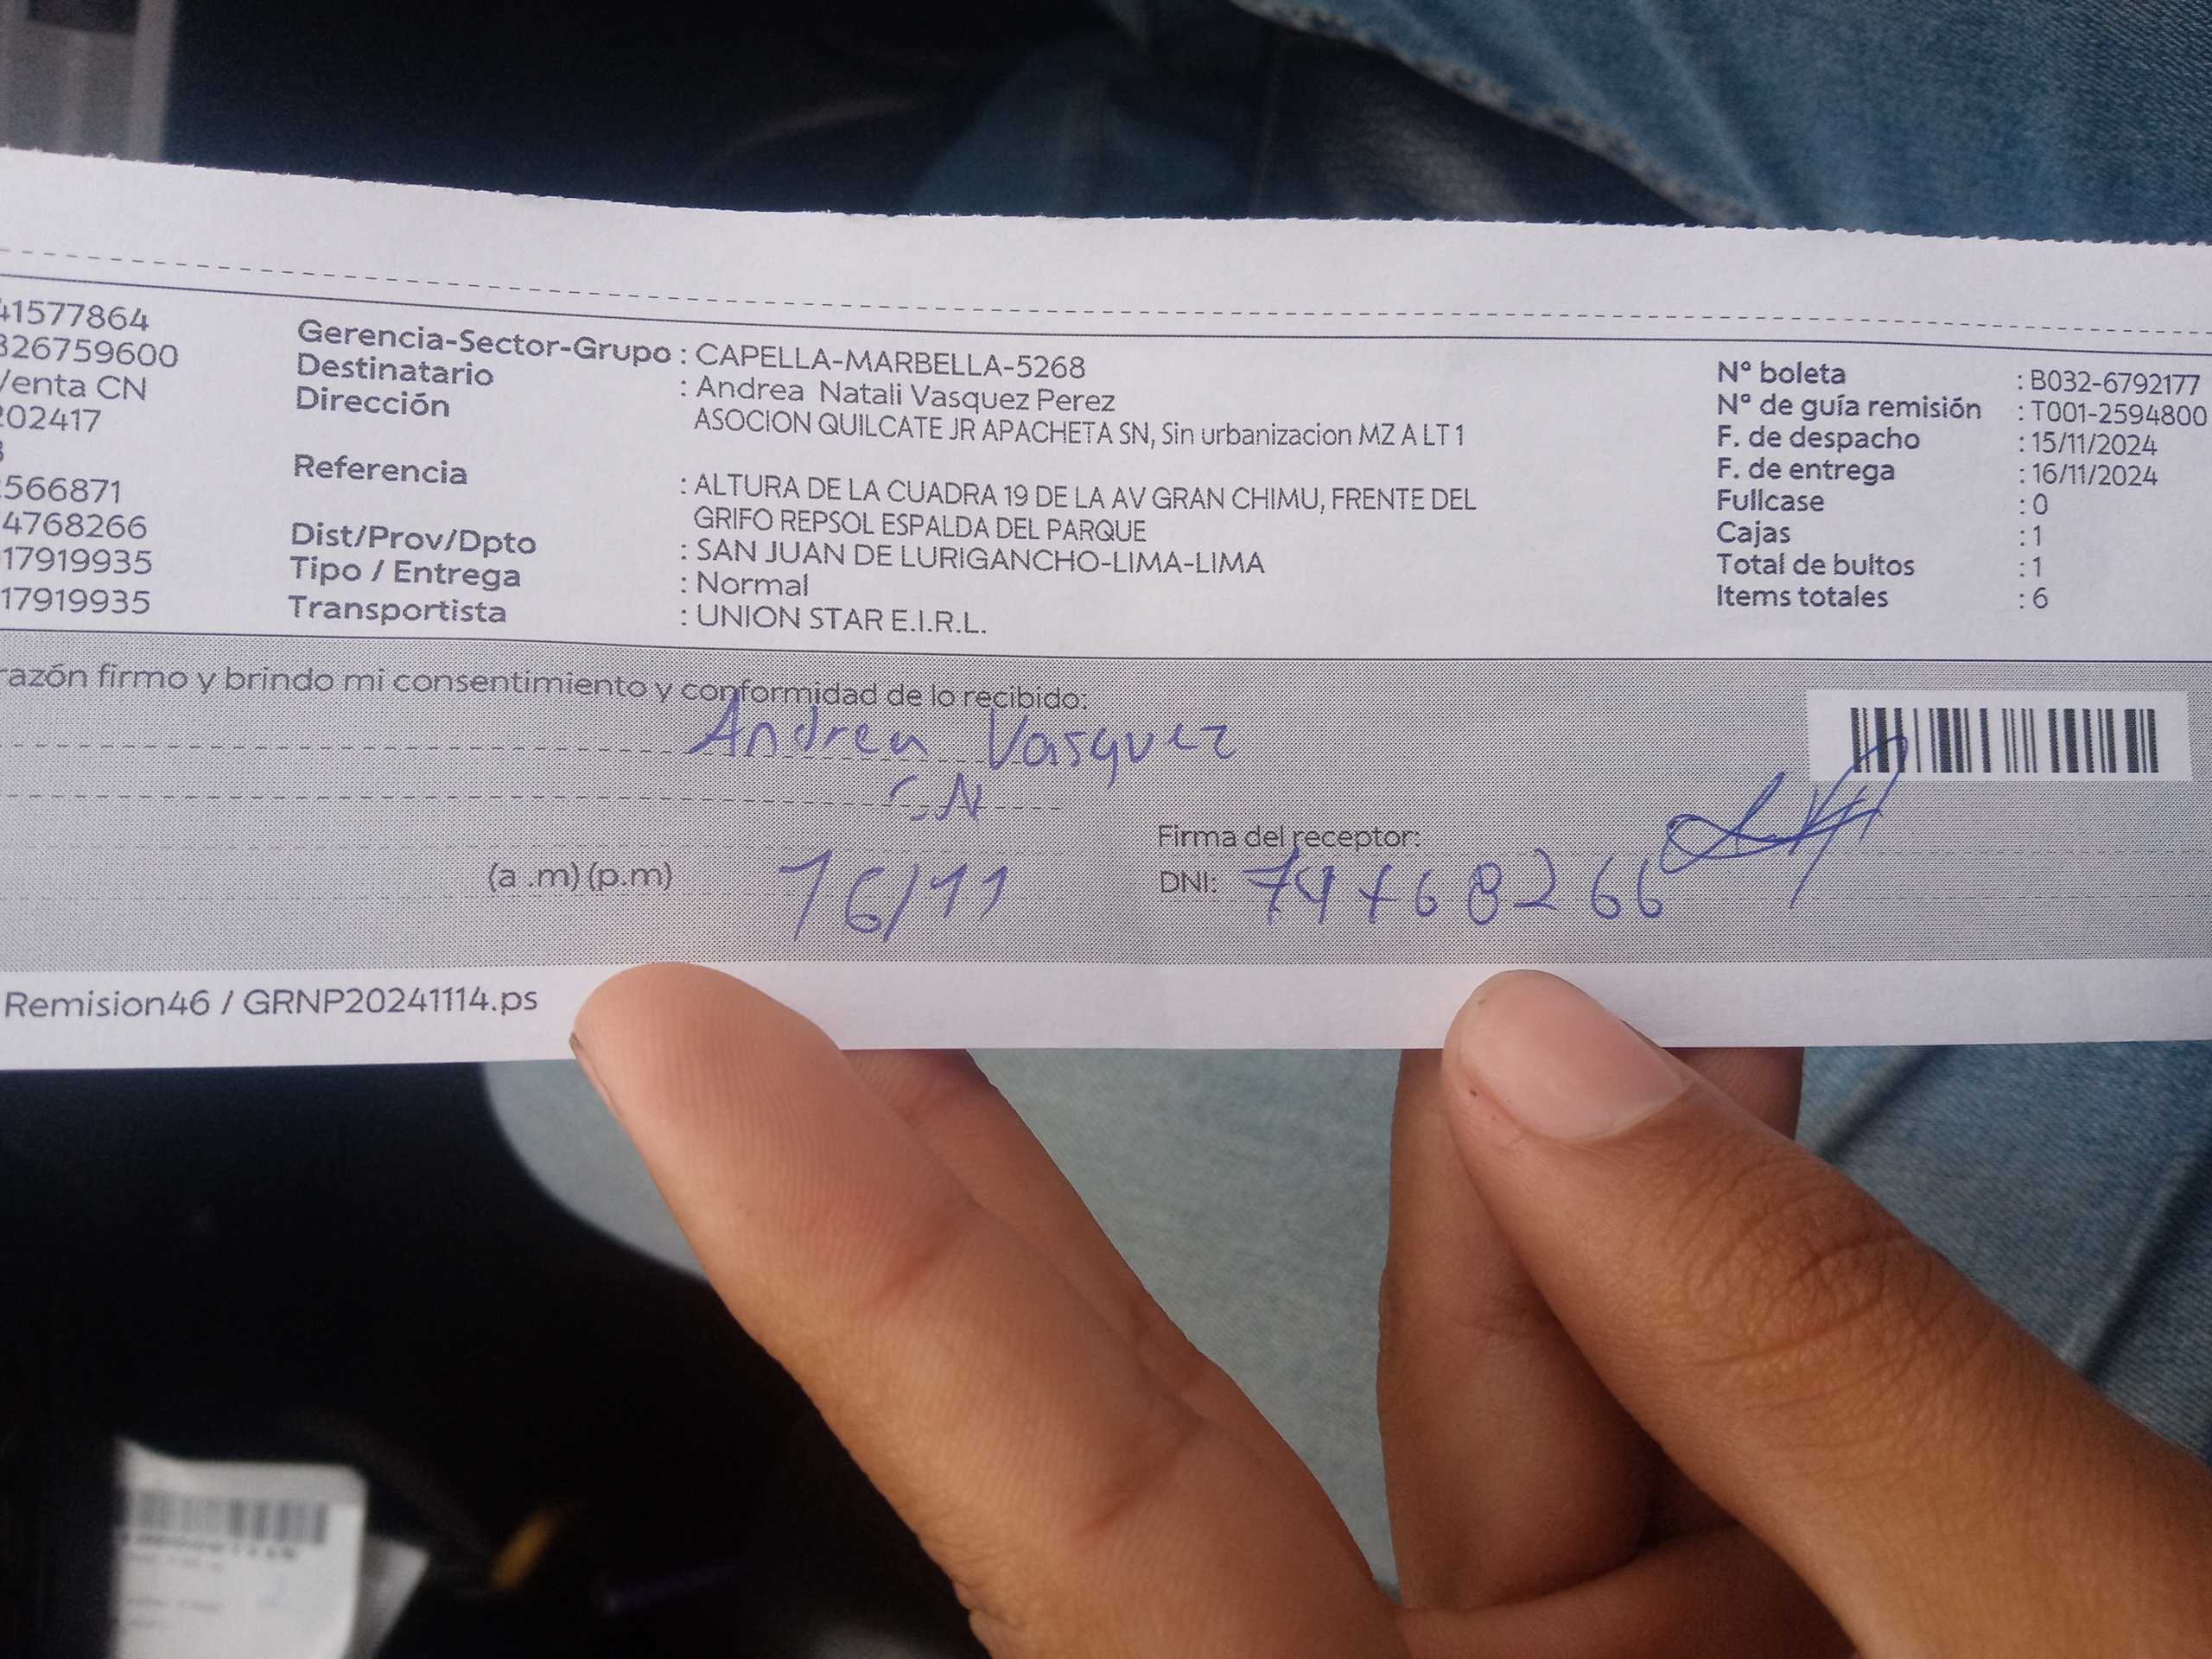 41577864
326759600
Venta CN
202417
566871
4768266
17919935
17919935
Gerencia-Sector-Grupo : CAPELLA-MARBELLA-5268
Destinatario : Andrea Natali Vasquez Perez
Dirección ASOCION QUILCATE JR APACHETA SN, Sin urbanizacion MZ A LT 1
Referencia : ALTURA DE LA CUADRA 19 DE LA AV GRAN CHIMU, FRENTE DEL
GRIFO REPSOL ESPALDA DEL PARQUE
Dist/Prov/Dpto : SAN JUAN DE LURIGANCHO-LIMA-LIMA
Tipo / Entrega : Normal
Transportista : UNION STAR E.I.R.L.
Nº boleta : B032-6792177
Nº de guía remisión : T001-2594800
F. de despacho : 15/11/2024
F. de entrega : 16/11/2024
Fullcase : 0
Cajas : 1
Total de bultos : 1
Items totales : 6
razón firmo y brindo mi consentimiento y conformidad de lo recibido:
Andrea Vasquez
CN
(a .m) (p.m) 16/11
Firma del receptor:
DNI: 74768266
Remision46 / GRNP20241114.ps